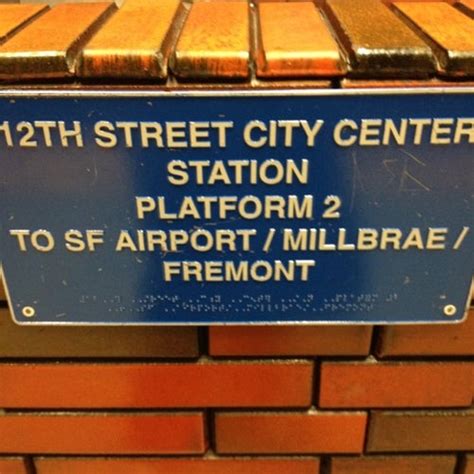 12TH STREET CITY CENTER
STATION
PLATFORM 2
TO SF AIRPORT / MILLBRAE /
FREMONT